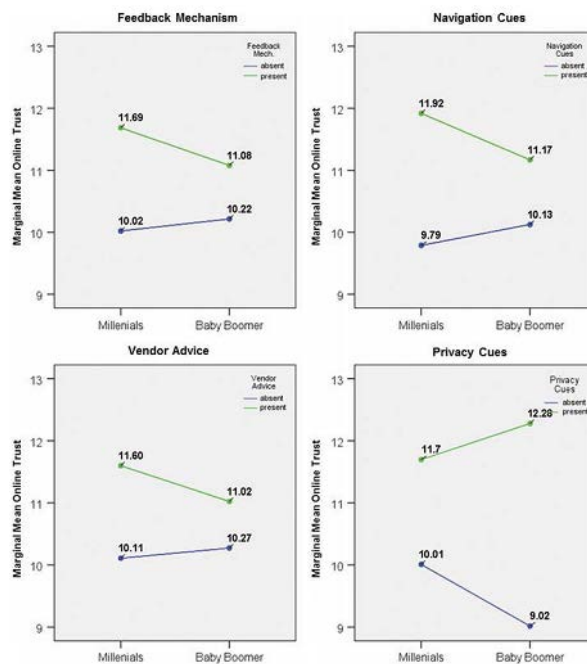 Feedback Mechanism
13
12
11
10
9
Marginal Mean Online Trust
Feedback
Mech.
absent
present
11.69
11.08
10.02
10.22
Millenials
Baby Boomer
Navigation Cues
13
12
11
10
9
Marginal Mean Online Trust
Navigation
Cues
absent
present
11.92
11.17
9.79
10.13
Millenials
Baby Boomer
Vendor Advice
13
12
11
10
9
Marginal Mean Online Trust
Vendor
Advice
absent
present
11.60
11.02
10.11
10.27
Millenials
Baby Boomer
Privacy Cues
13
12
11
10
9
Marginal Mean Online Trust
Privacy
Cues
absent
present
12.28
11.7
10.01
9.02
Millenials
Baby Boomer